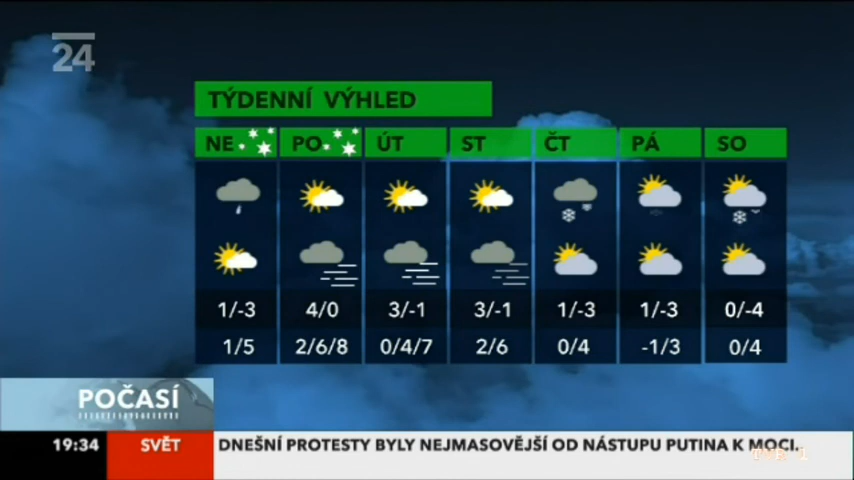 24
TÝDENNÍ VÝHLED
NE PO ÚT ST ČT PÁ SO
1/-3 4/0 3/-1 3/-1 1/-3 1/-3 0/-4
1/5 2/6/8 0/4/7 2/6 0/4 -1/3 0/4
POČASÍ
19:34 SVĚT DNEŠNÍ PROTESTY BYLY NEJMASOVĚJŠÍ OD NÁSTUPU PUTINA K MOCI.